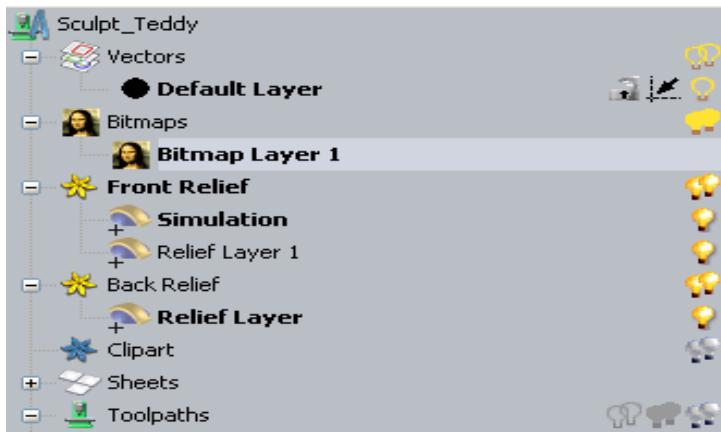 Sculpt_Teddy
Vectors
Default Layer
Bitmaps
Bitmap Layer 1
Front Relief
Simulation
Relief Layer 1
Back Relief
Relief Layer
Clipart
Sheets
Toolpaths